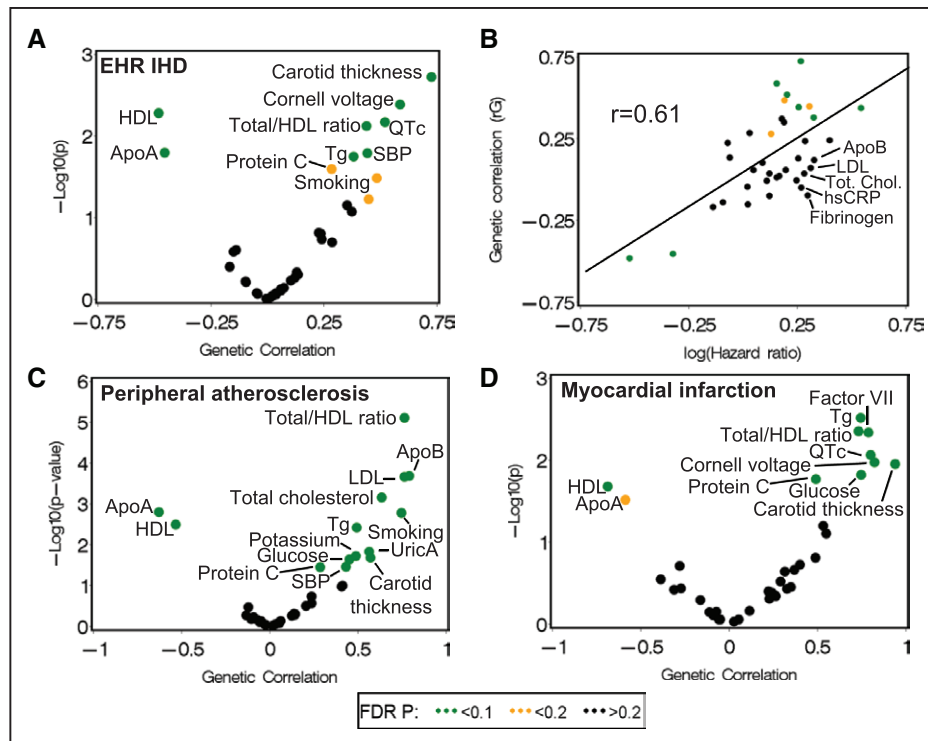 A
EHR IHD
3
2
1
0
−Log10(p)
Carotid thickness
Cornell voltage
HDL
Total/HDL ratio
QTc
ApoA
Tg
SBP
Protein C
Smoking
−0.75
−0.25
0.25
0.75
Genetic Correlation
B
0.75
0.25
−0.25
−0.75
Genetic correlation (rG)
r=0.61
ApoB
LDL
Tot. Chol.
hsCRP
Fibrinogen
−0.75
−0.25
0.25
0.75
log(Hazard ratio)
C
Peripheral atherosclerosis
6
5
4
3
2
1
0
−Log10(p−value)
Total/HDL ratio
ApoB
LDL
Total cholesterol
ApoA
HDL
Tg
Smoking
Potassium
UricA
Glucose
Protein C
SBP
Carotid
thickness
−1
−0.5
0
0.5
1
Genetic Correlation
D
Myocardial infarction
3
2
1
0
−Log10(p)
Factor VII
Tg
Total/HDL ratio
QTc
Cornell voltage
Protein C
Glucose
HDL
ApoA
Carotid thickness
−1
−0.5
0
0.5
1
Genetic Correlation
FDR P: <0.1 <0.2 >0.2